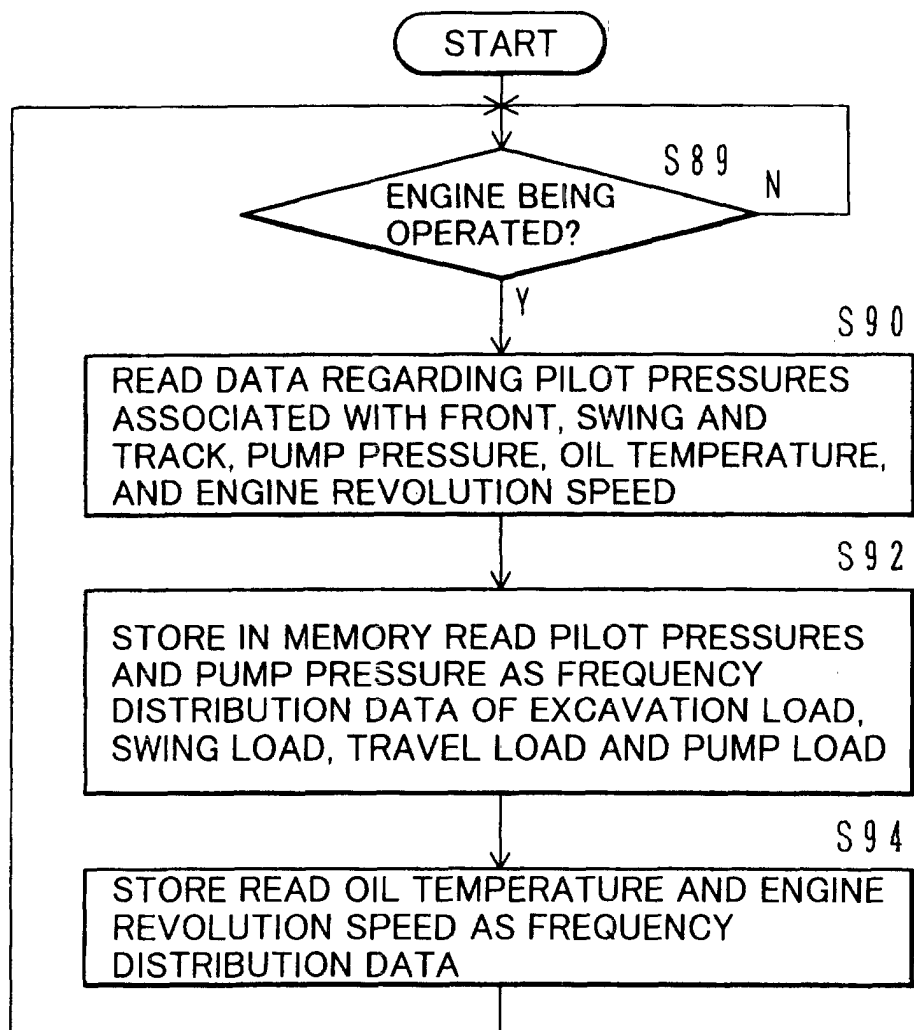 START
S89
N
ENGINE BEING
OPERATED?
Y
S90
READ DATA REGARDING PILOT PRESSURES
ASSOCIATED WITH FRONT, SWING AND
TRACK, PUMP PRESSURE, OIL TEMPERATURE,
AND ENGINE REVOLUTION SPEED
S92
STORE IN MEMORY READ PILOT PRESSURES
AND PUMP PRESSURE AS FREQUENCY
DISTRIBUTION DATA OF EXCAVATION LOAD,
SWING LOAD, TRAVEL LOAD AND PUMP LOAD
S94
STORE READ OIL TEMPERATURE AND ENGINE
REVOLUTION SPEED AS FREQUENCY
DISTRIBUTION DATA